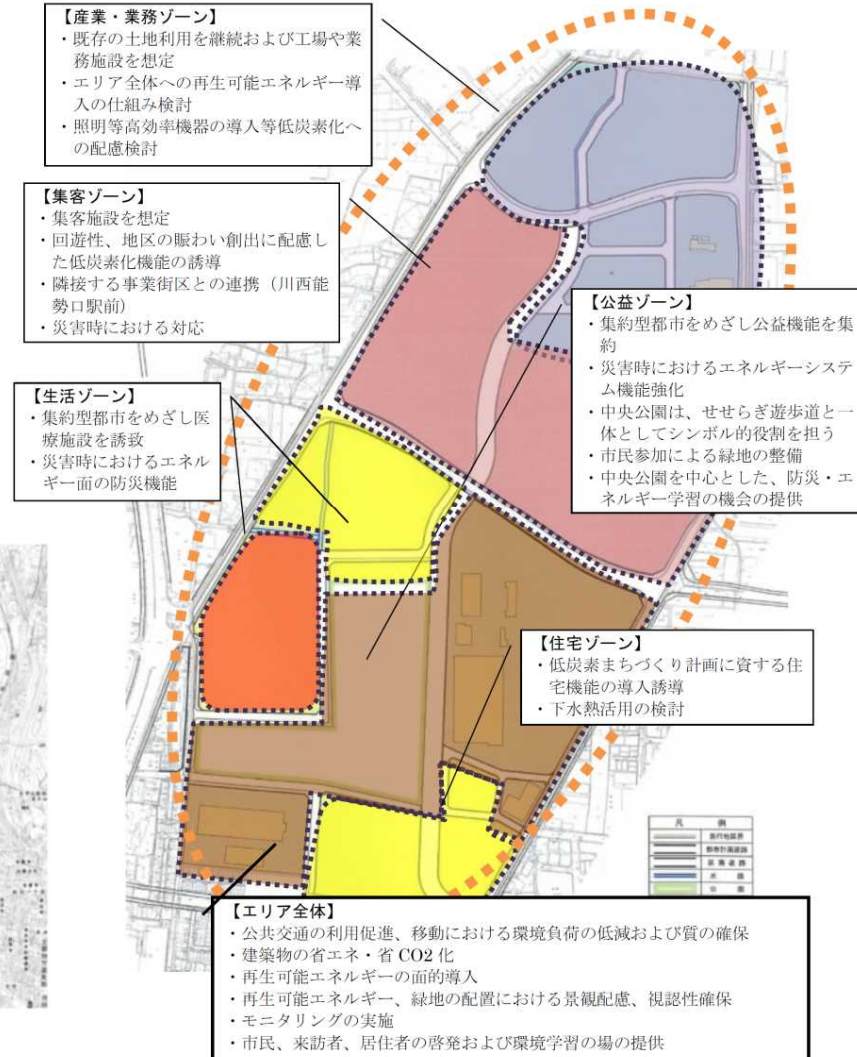 【産業・業務ゾーン】
・既存の土地利用を継続および工場や業
務施設を想定
・エリア全体への再生可能エネルギー導
入の仕組み検討
・照明等高効率機器の導入等低炭素化へ
の配慮検討
【集客ゾーン】
・集客施設を想定
・回遊性、地区の賑わい創出に配慮し
た低炭素化機能の誘導
・隣接する事業街区との連携（川西能
勢口駅前）
・災害時における対応
【公益ゾーン】
・集約型都市をめざし公益機能を集
約
・災害時におけるエネルギーシステ
ム機能強化
・中央公園は、せせらぎ遊歩道と一
体としてシンボル的役割を担う
・市民参加による緑地の整備
・中央公園を中心とした、防災・エ
ネルギー学習の機会の提供
【生活ゾーン】
・集約型都市をめざし医
療施設を誘致
・災害時におけるエネル
ギー面の防災機能
【住宅ゾーン】
・低炭素まちづくり計画に資する住
宅機能の導入誘導
・下水熱活用の検討
凡 例
【エリア全体】
・公共交通の利用促進、移動における環境負荷の低減および質の確保
・建築物の省エネ・省 CO2 化
・再生可能エネルギーの面的導入
・再生可能エネルギー、緑地の配置における景観配慮、視認性確保
・モニタリングの実施
・市民、来訪者、居住者の啓発および環境学習の場の提供